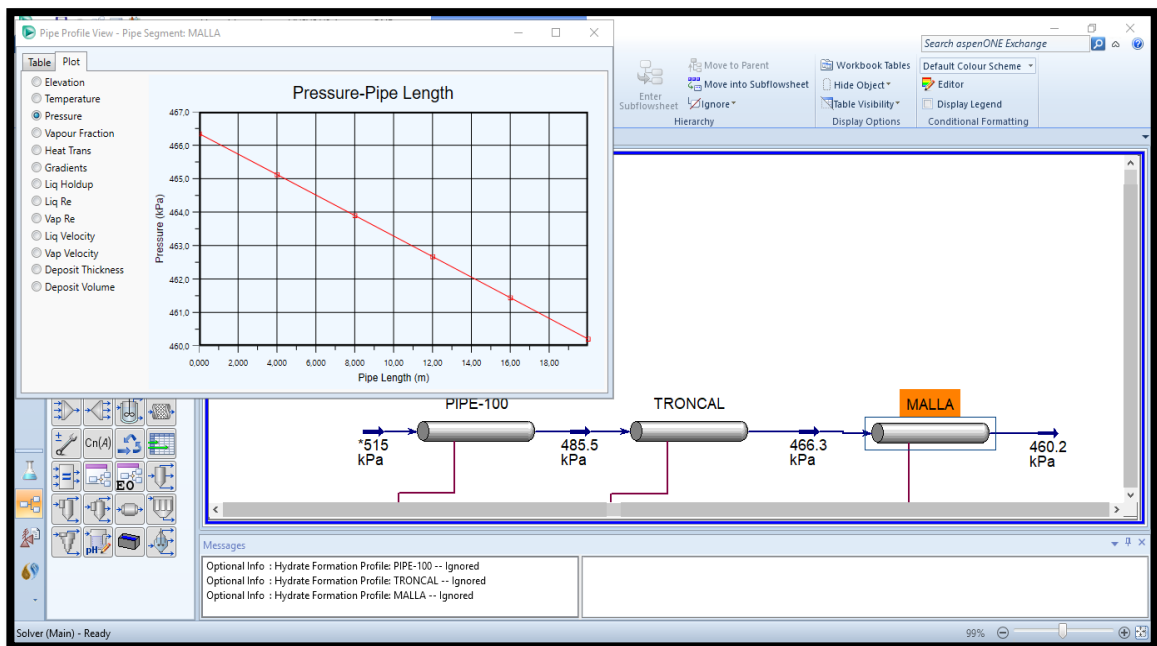 Pipe Profile View - Pipe Segment: MALLA
Table Plot
Elevation
Temperature
Pressure
Vapour Fraction
Heat Trans
Gradients
Liq Holdup
Liq Re
Vap Re
Liq Velocity
Vap Velocity
Deposit Thickness
Deposit Volume
Pressure-Pipe Length
Pressure (kPa)
467,0
466,0
465,0
464,0
463,0
462,0
461,0
460,0
0,000 2,000 4,000 6,000 8,000 10,00 12,00 14,00 16,00 18,00
Pipe Length (m)
Search aspenONE Exchange
Enter
Subflowsheet
Move to Parent
Move into Subflowsheet
Ignore
Hierarchy
Workbook Tables
Hide Object
Table Visibility
Display Options
Default Colour Scheme
Editor
Display Legend
Conditional Formatting
PIPE-100 TRONCAL MALLA
*515
kPa
485.5
kPa
466.3
kPa
460.2
kPa
Cn(A)
EO
pH
Messages
Optional Info : Hydrate Formation Profile: PIPE-100 -- Ignored
Optional Info : Hydrate Formation Profile: TRONCAL -- Ignored
Optional Info : Hydrate Formation Profile: MALLA -- Ignored
Solver (Main) - Ready
99%